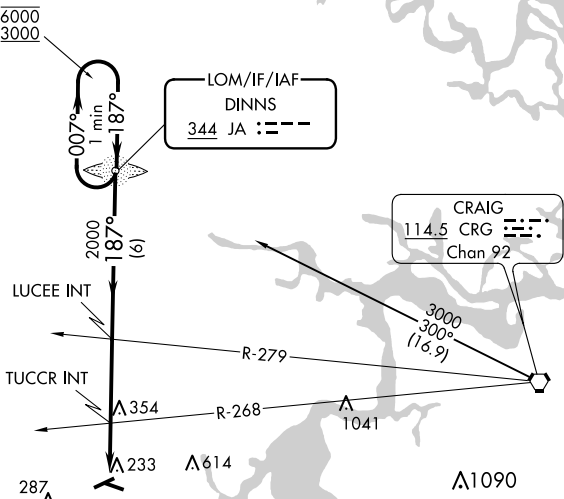 6000
3000
007°
1 min
187°
LOM/IF/IAF
DINNS
344 JA
2000
187°
(6)
CRAIG
114.5 CRG
Chan 92
LUCEE INT
3000
300°
(16.9)
R-279
TUCCR INT
354
R-268
1041
233
614
287
1090